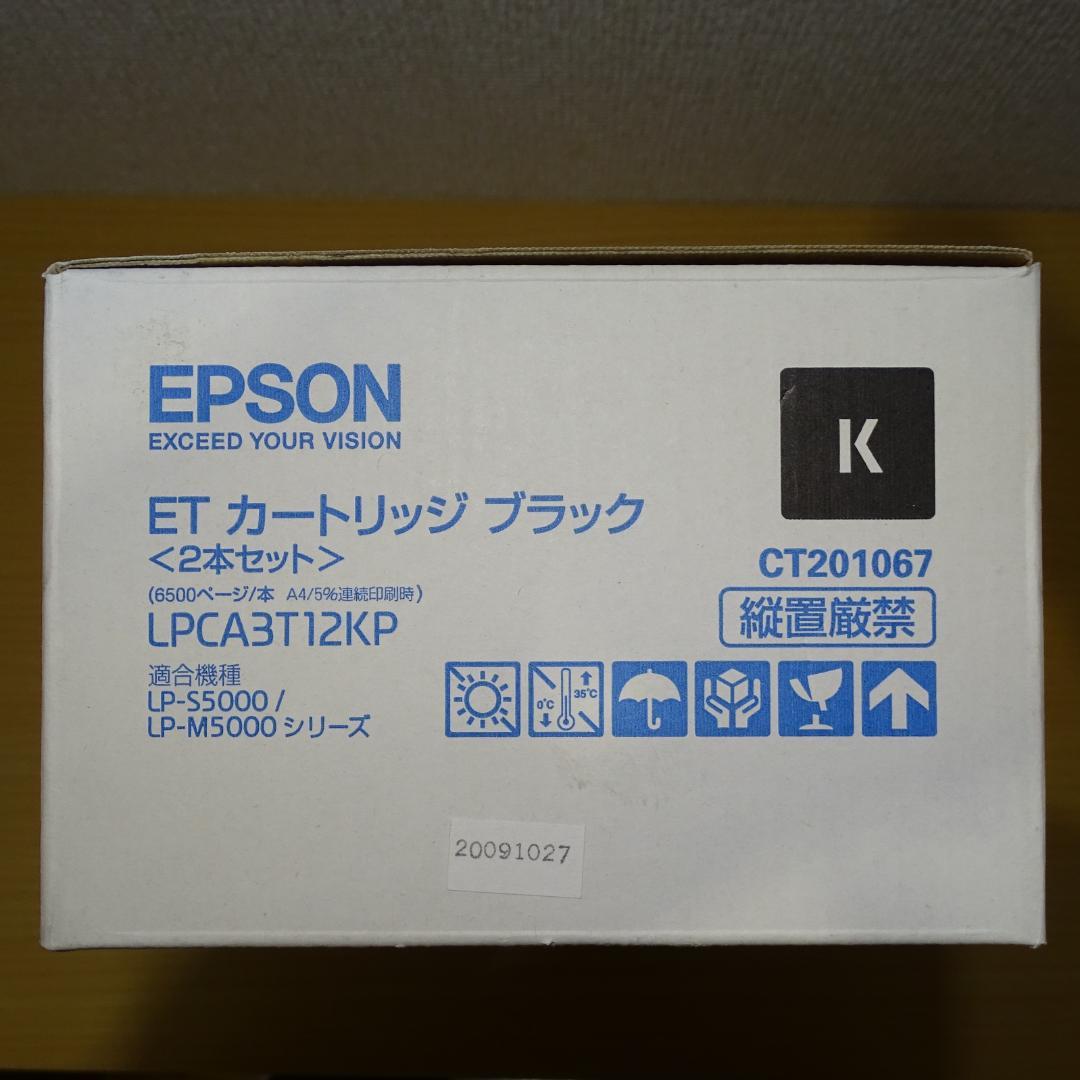 EPSON
EXCEED YOUR VISION
K
ET カートリッジ ブラック
<2本セット>
(6500ページ/本 A4/5%連続印刷時)
LPCA3T12KP
CT201067
縦置厳禁
適合機種
LP-S5000 /
LP-M5000 シリーズ
0℃
35℃
20091027